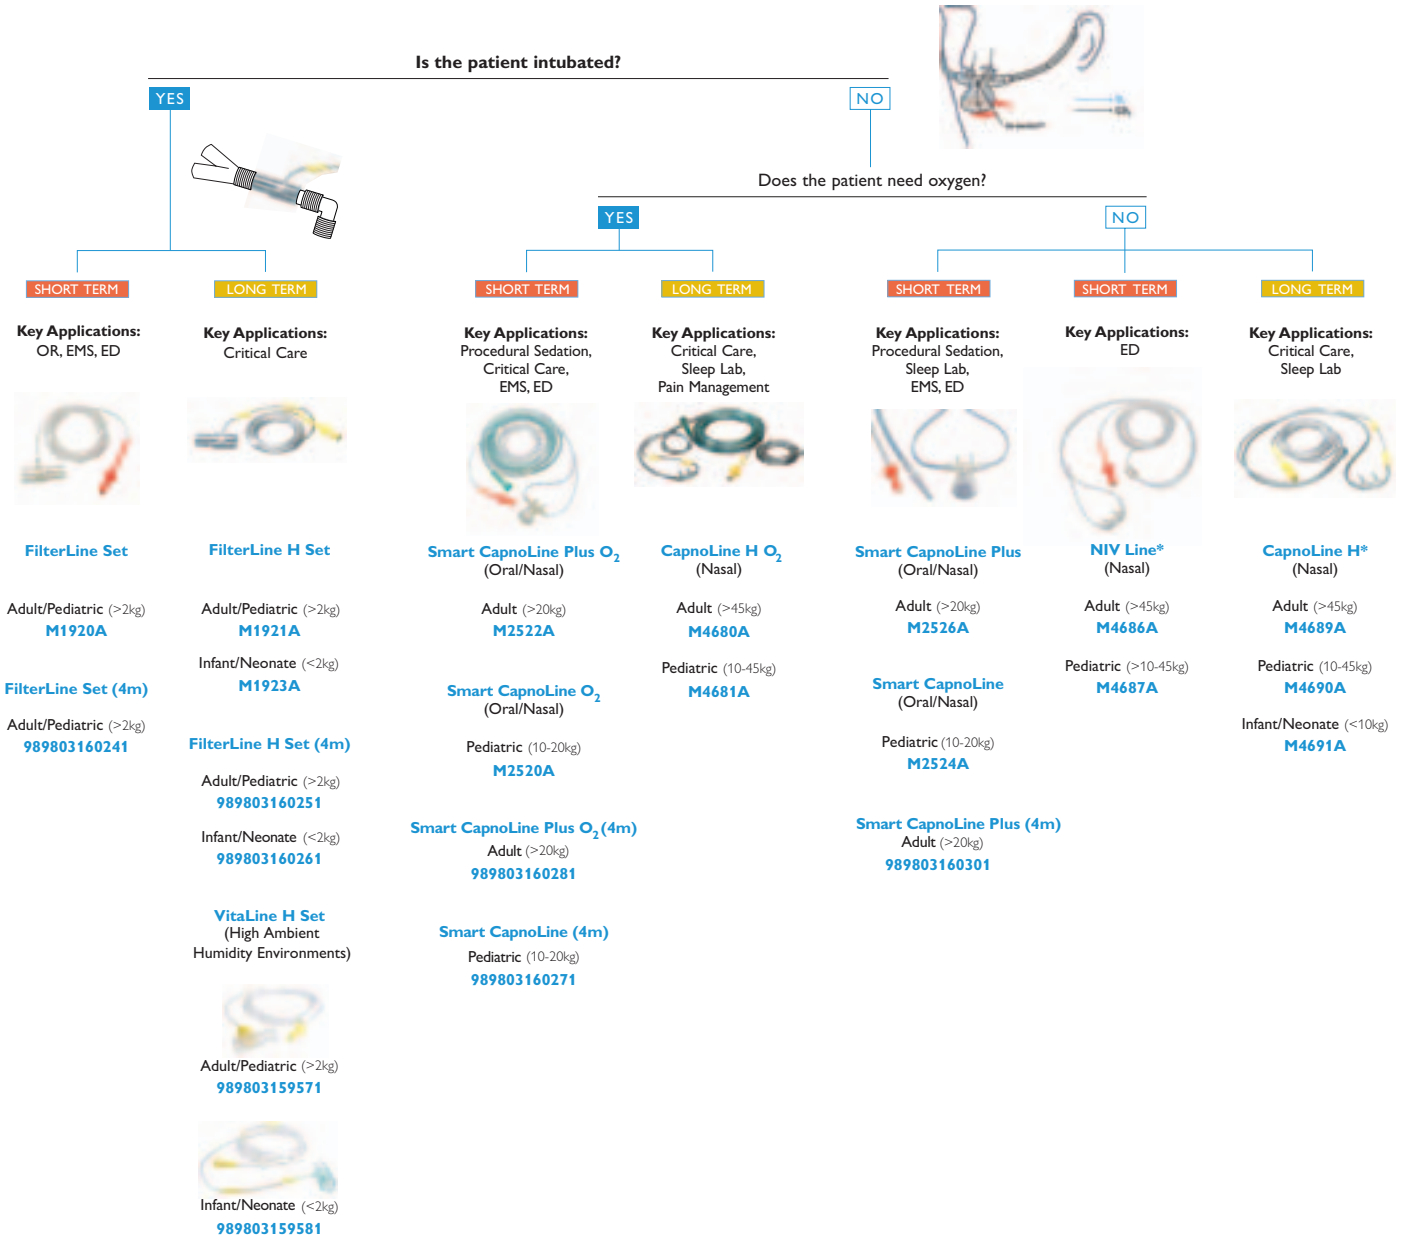 Is the patient intubated?
YES
NO
Does the patient need oxygen?
YES
NO
SHORT TERM
Key Applications:
OR, EMS, ED
FilterLine Set
Adult/Pediatric (>2kg)
M1920A
FilterLine Set (4m)
Adult/Pediatric (>2kg)
989803160241
LONG TERM
Key Applications:
Critical Care
FilterLine H Set
Adult/Pediatric (>2kg)
M1921A
Infant/Neonate (<2kg)
M1923A
FilterLine H Set (4m)
Adult/Pediatric (>2kg)
989803160251
Infant/Neonate (<2kg)
989803160261
VitaLine H Set
(High Ambient
Humidity Environments)
Adult/Pediatric (>2kg)
989803159571
Infant/Neonate (<2kg)
989803159581
SHORT TERM
Key Applications:
Procedural Sedation,
Critical Care,
EMS, ED
Smart CapnoLine Plus O2
(Oral/Nasal)
Adult (>20kg)
M2522A
Smart CapnoLine O2
(Oral/Nasal)
Pediatric (10-20kg)
M2520A
Smart CapnoLine Plus O2 (4m)
Adult (>20kg)
989803160281
Smart CapnoLine (4m)
Pediatric (10-20kg)
989803160271
LONG TERM
Key Applications:
Critical Care,
Sleep Lab,
Pain Management
CapnoLine H O2
(Nasal)
Adult (>45kg)
M4680A
Pediatric (10-45kg)
M4681A
SHORT TERM
Key Applications:
Procedural Sedation,
Sleep Lab,
EMS, ED
Smart CapnoLine Plus
(Oral/Nasal)
Adult (>20kg)
M2526A
Smart CapnoLine
(Oral/Nasal)
Pediatric (10-20kg)
M2524A
Smart CapnoLine Plus (4m)
Adult (>20kg)
989803160301
SHORT TERM
Key Applications:
ED
NIV Line*
(Nasal)
Adult (>45kg)
M4686A
Pediatric (>10-45kg)
M4687A
LONG TERM
Key Applications:
Critical Care,
Sleep Lab
CapnoLine H*
(Nasal)
Adult (>45kg)
M4689A
Pediatric (10-45kg)
M4690A
Infant/Neonate (<10kg)
M4691A